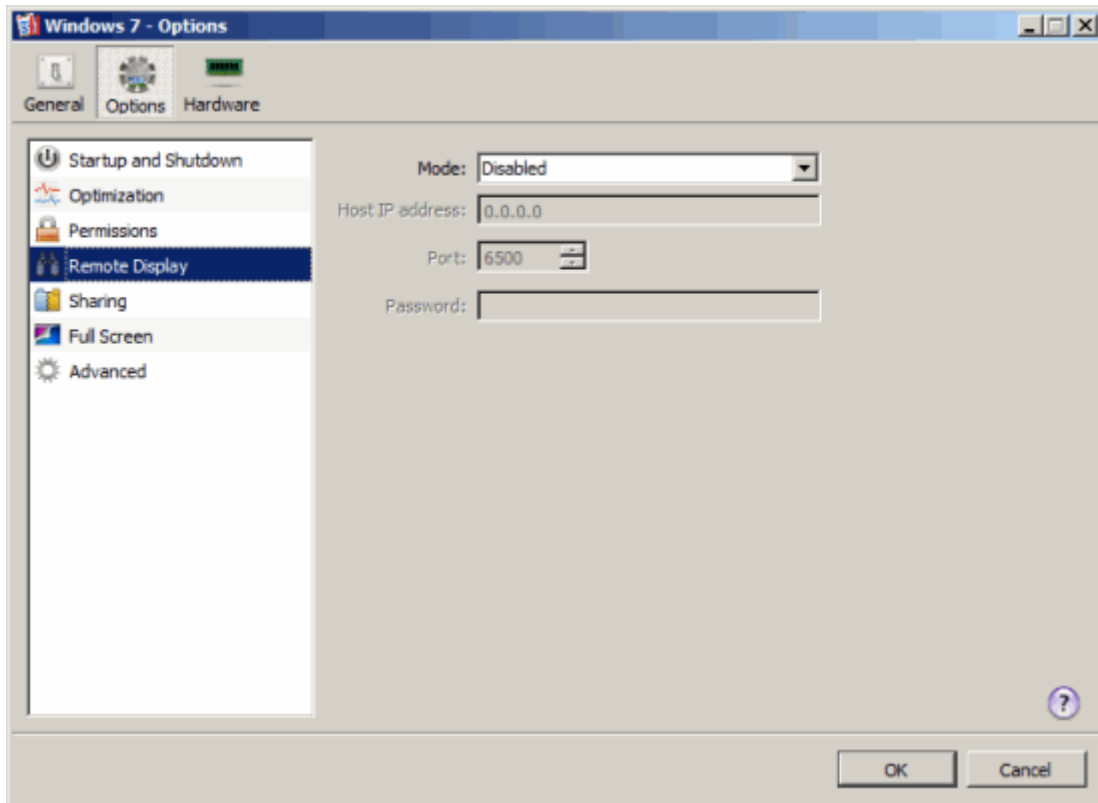 Windows 7 - Options
General Options Hardware
Startup and Shutdown
Optimization
Permissions
Remote Display
Sharing
Full Screen
Advanced
Mode: Disabled
Host IP address: 0.0.0.0
Port: 6500
Password:
?
OK Cancel